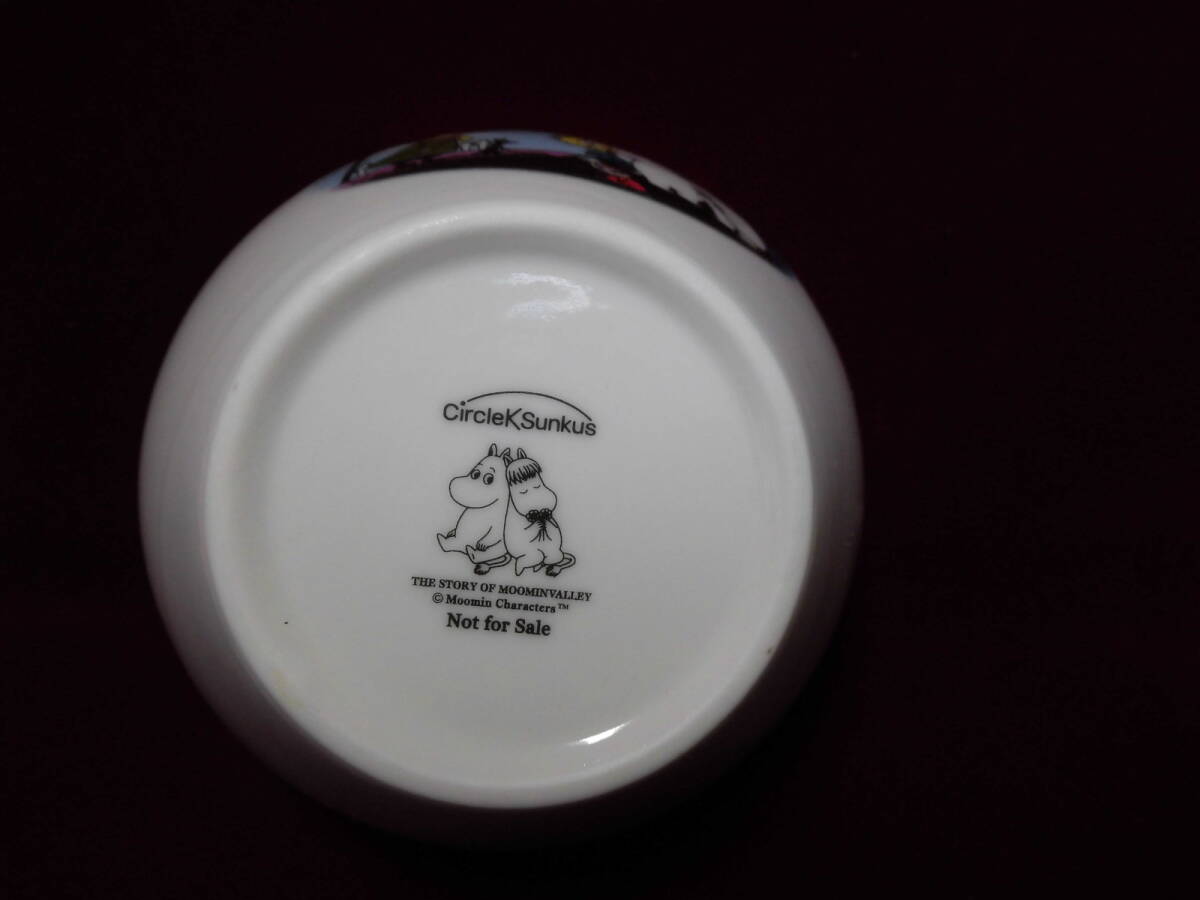 CircleKSunkus
THE STORY OF MOOMINVALLEY
© Moomin Characters™
Not for Sale